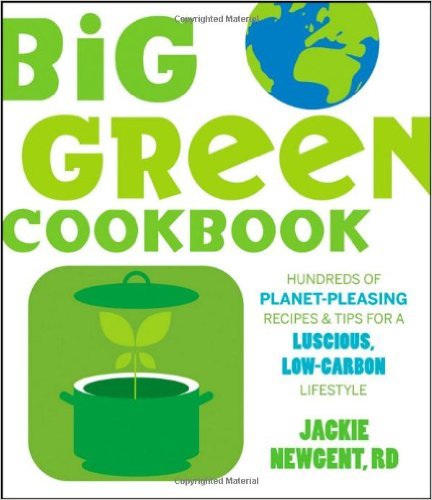 Copyrighted Material
BiG
GReeN
COOKBOOK
HUNDREDS OF
PLANET-PLEASING
RECIPES & TIPS FOR A
LUSCIOUS,
LOW-CARBON
LIFESTYLE
JACKIE
NEWGENT, RD
Copyrighted Material